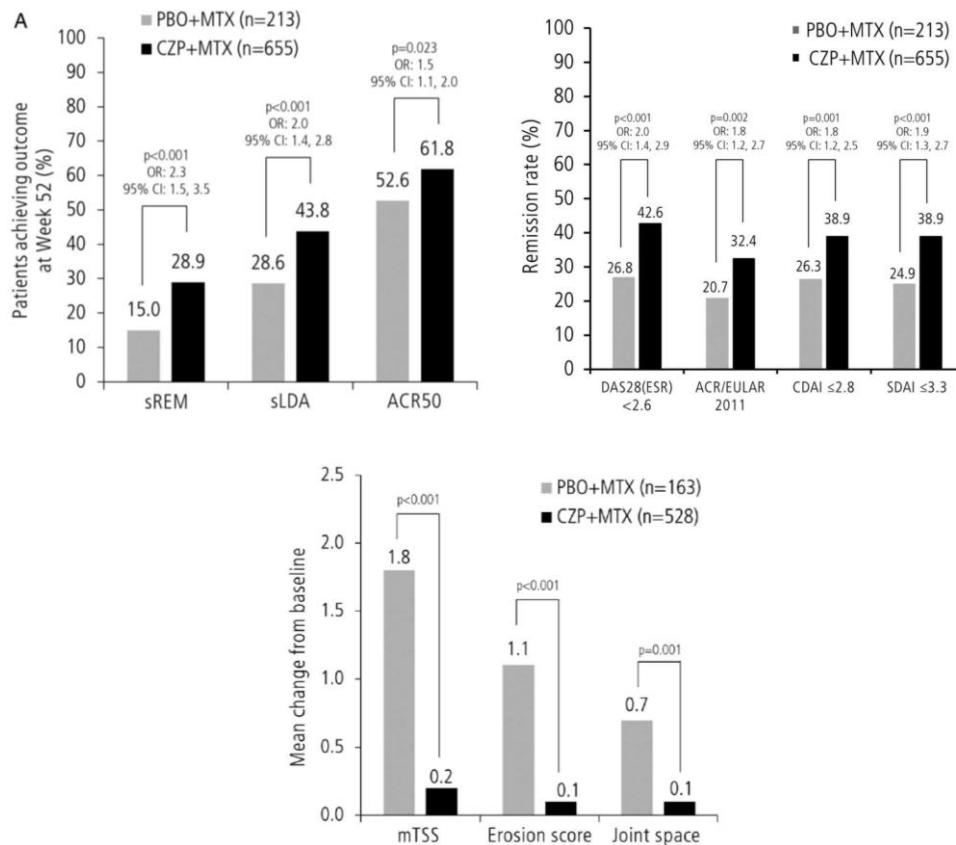 A
PBO+MTX (n=213)
CZP+MTX (n=655)
Patients achieving outcome
at Week 52 (%)
100
90
80
70
60
50
40
30
20
10
0
p<0.001
OR: 2.3
95% CI: 1.5, 3.5
15.0
28.9
p<0.001
OR: 2.0
95% CI: 1.4, 2.8
28.6
43.8
p=0.023
OR: 1.5
95% CI: 1.1, 2.0
52.6
61.8
sREM
sLDA
ACR50
PBO+MTX (n=213)
CZP+MTX (n=655)
Remission rate (%)
100
90
80
70
60
50
40
30
20
10
0
p<0.001
OR: 2.0
95% CI: 1.4, 2.9
26.8
42.6
p=0.002
OR: 1.8
95% CI: 1.2, 2.7
20.7
32.4
p=0.001
OR: 1.8
95% CI: 1.2, 2.5
26.3
38.9
p<0.001
OR: 1.9
95% CI: 1.3, 2.7
24.9
38.9
DAS28(ESR)
<2.6
ACR/EULAR
2011
CDAI ≤2.8
SDAI ≤3.3
PBO+MTX (n=163)
CZP+MTX (n=528)
Mean change from baseline
2.5
2.0
1.5
1.0
0.5
0.0
p<0.001
1.8
0.2
p<0.001
1.1
0.1
p=0.001
0.7
0.1
mTSS
Erosion score
Joint space